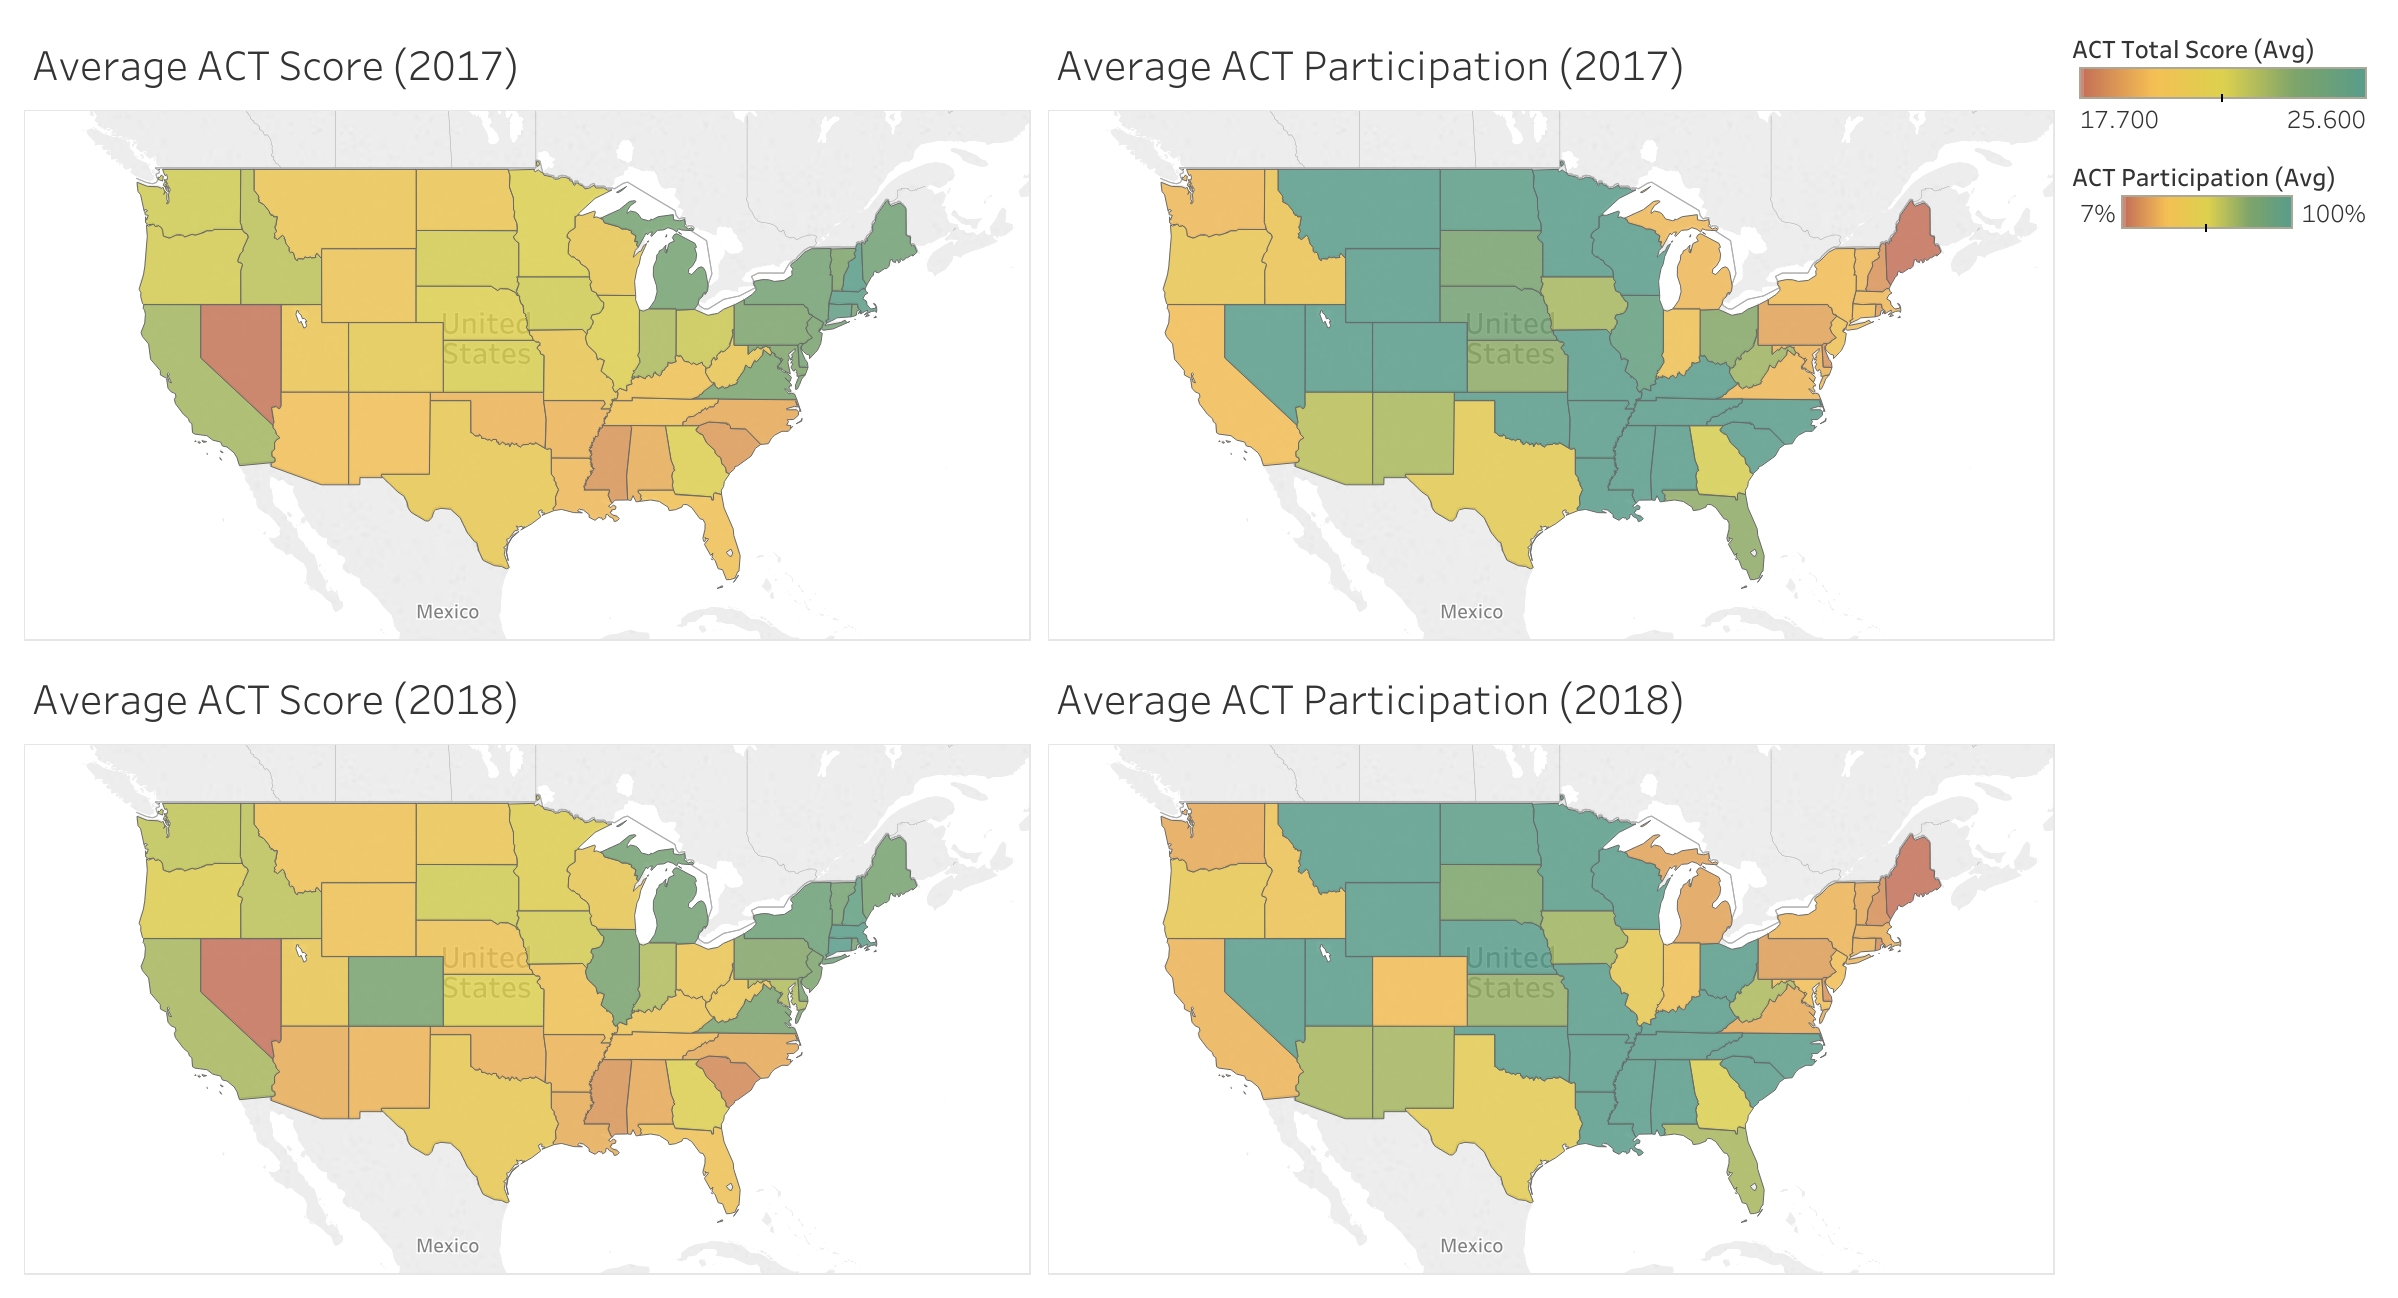 Average ACT Score (2017)
Average ACT Participation (2017)
ACT Total Score (Avg)
17.700 25.600
ACT Participation (Avg)
7% 100%
United
States
Mexico
United
States
Mexico
Average ACT Score (2018)
Average ACT Participation (2018)
United
States
Mexico
United
States
Mexico